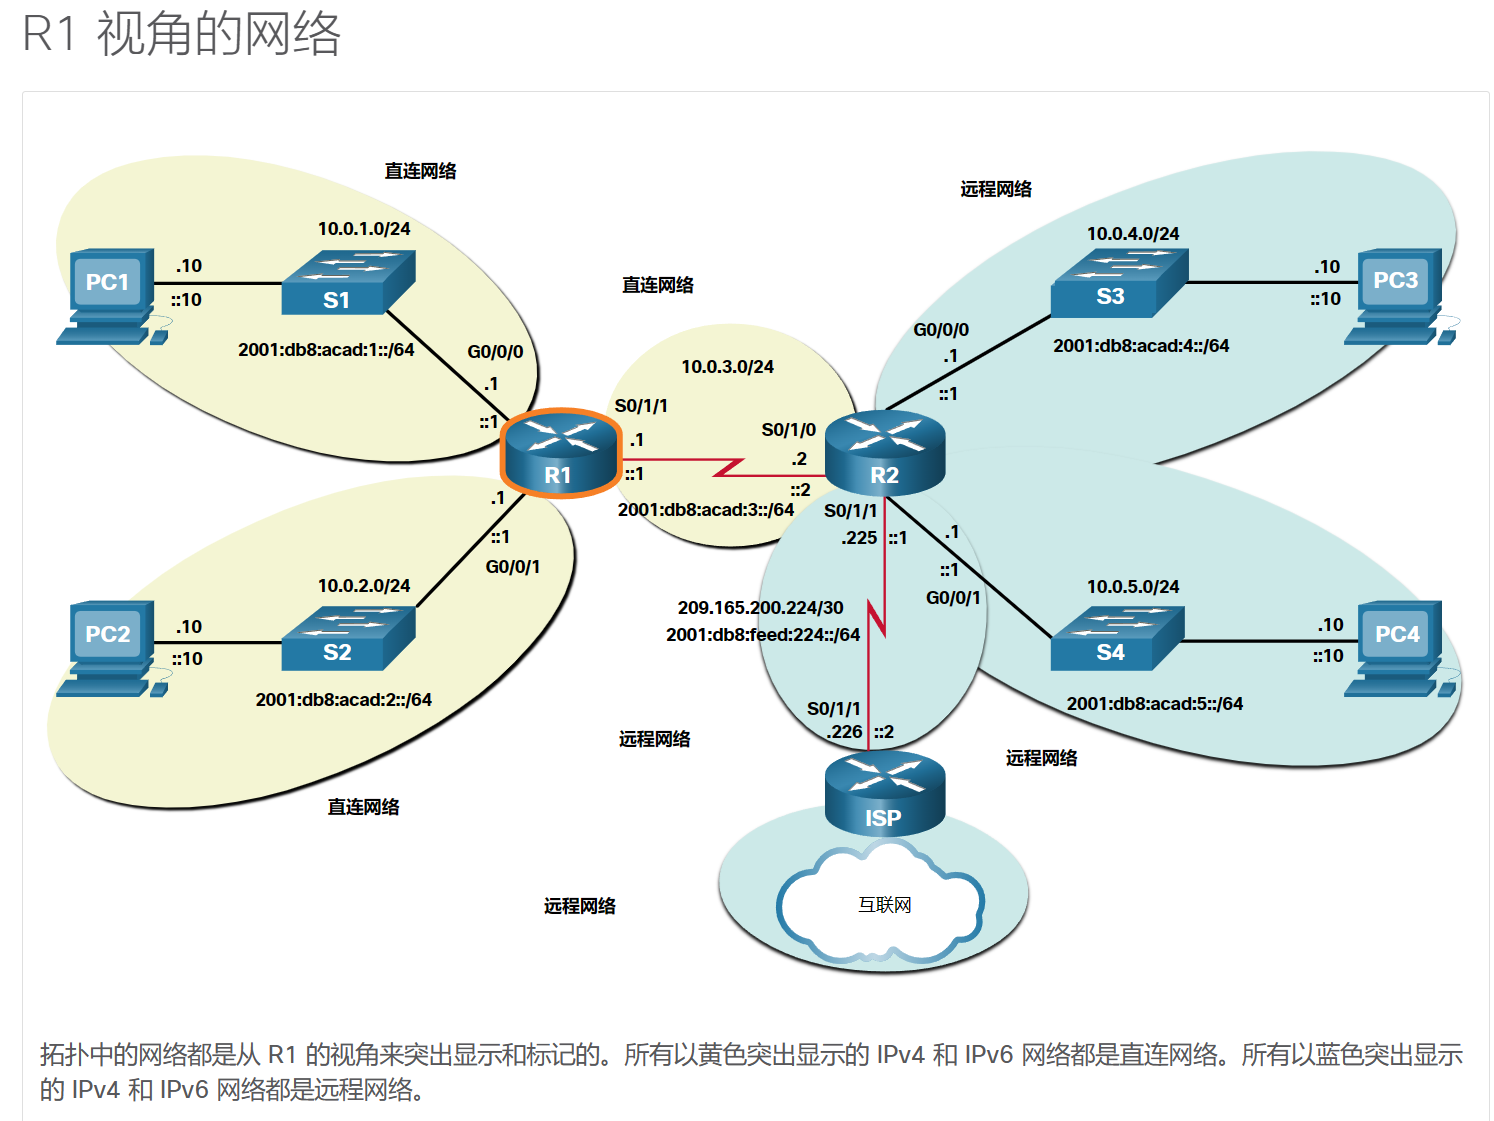 R1 视角的网络
直连网络
远程网络
10.0.1.0/24
10.0.4.0/24
PC1
.10
::10
S1
直连网络
S3
.10
::10
PC3
2001:db8:acad:1::/64
G0/0/0
.1
::1
10.0.3.0/24
G0/0/0
.1
::1
2001:db8:acad:4::/64
S0/1/1
.1
::1
S0/1/0
.2
::2
R1
R2
2001:db8:acad:3::/64
.1
::1
G0/0/1
S0/1/1
.225
::1
.1
::1
G0/0/1
10.0.2.0/24
10.0.5.0/24
PC2
.10
::10
S2
209.165.200.224/30
2001:db8:feed:224::/64
S4
.10
::10
PC4
2001:db8:acad:2::/64
S0/1/1
.226
::2
2001:db8:acad:5::/64
远程网络
远程网络
直连网络
ISP
远程网络
互联网
拓扑中的网络都是从 R1 的视角来突出显示和标记的。所有以黄色突出显示的 IPv4 和 IPv6 网络都是直连网络。所有以蓝色突出显示
的 IPv4 和 IPv6 网络都是远程网络。